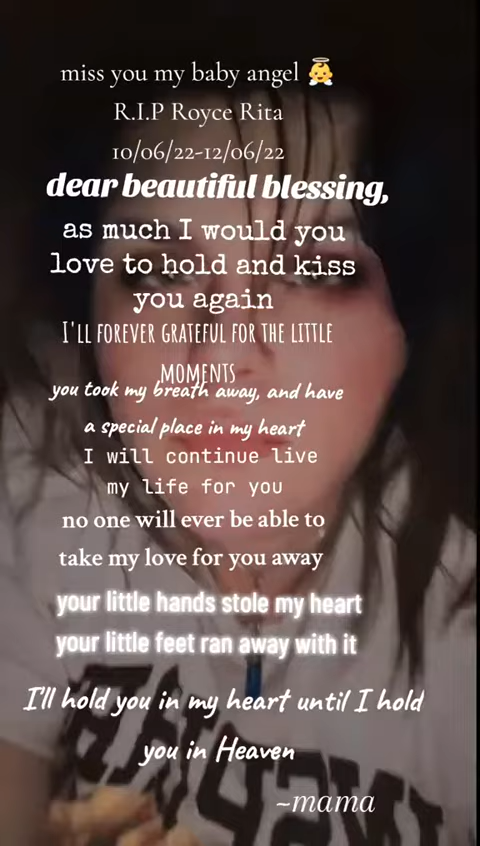 miss you my baby angel 👼
R.I.P Royce Rita
10/06/22-12/06/22
dear beautiful blessing,
as much I would you
love to hold and kiss
you again
I'll forever grateful for the little
moments
you took my breath away, and have
a special place in my heart
I will continue live
my life for you
no one will ever be able to
take my love for you away
your little hands stole my heart
your little feet ran away with it
I'll hold you in my heart until I hold
you in Heaven
~mama